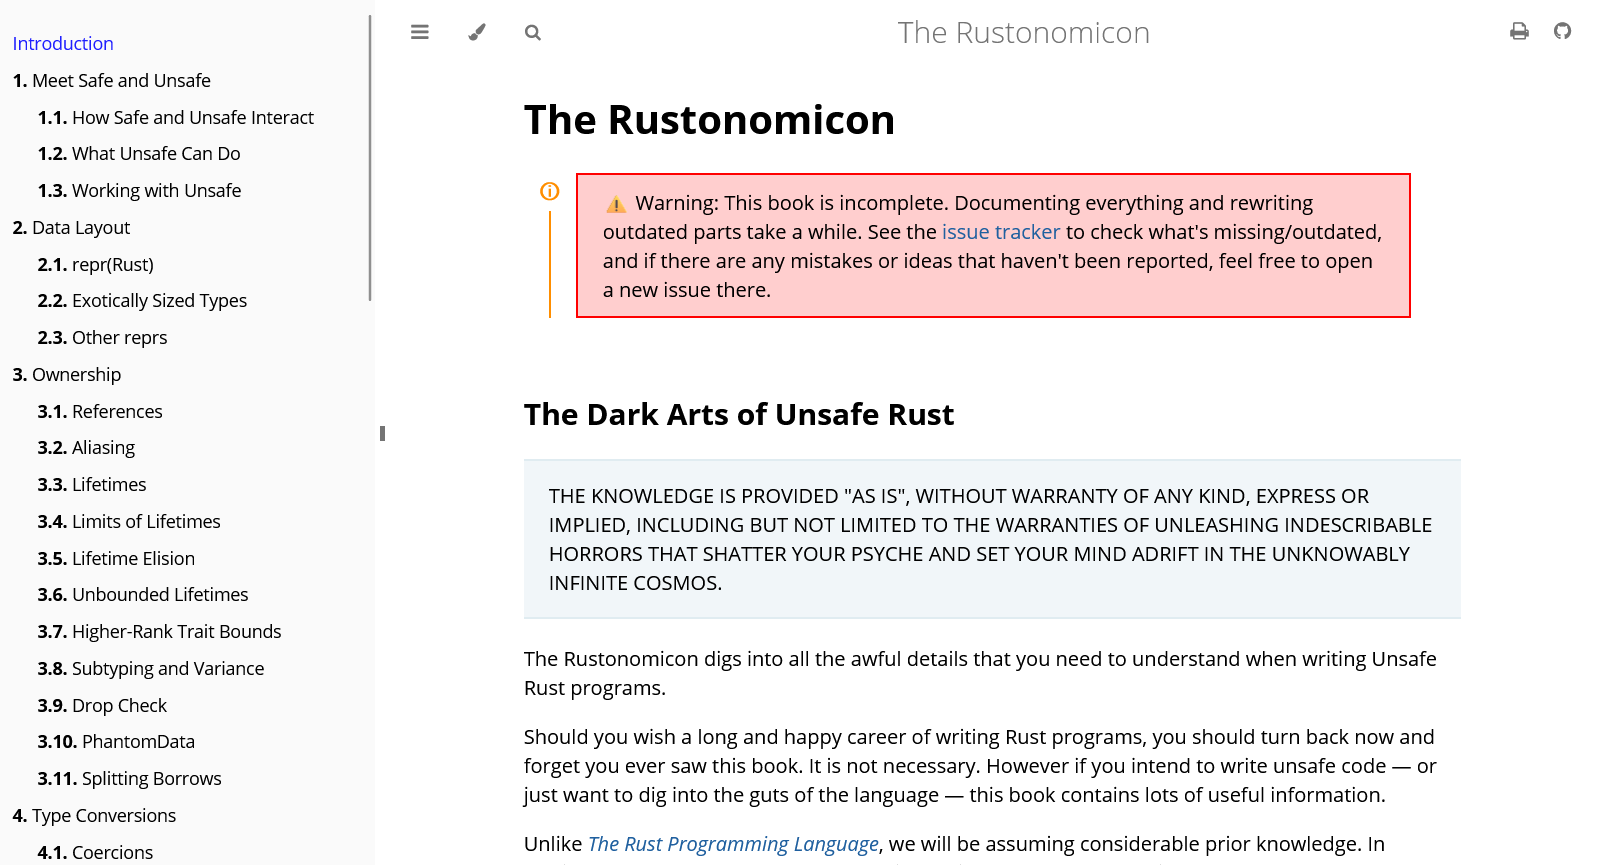 Introduction
1. Meet Safe and Unsafe
1.1. How Safe and Unsafe Interact
1.2. What Unsafe Can Do
1.3. Working with Unsafe
2. Data Layout
2.1. repr(Rust)
2.2. Exotically Sized Types
2.3. Other reprs
3. Ownership
3.1. References
3.2. Aliasing
3.3. Lifetimes
3.4. Limits of Lifetimes
3.5. Lifetime Elision
3.6. Unbounded Lifetimes
3.7. Higher-Rank Trait Bounds
3.8. Subtyping and Variance
3.9. Drop Check
3.10. PhantomData
3.11. Splitting Borrows
4. Type Conversions
4.1. Coercions
The Rustonomicon
The Rustonomicon
⚠️ Warning: This book is incomplete. Documenting everything and rewriting
outdated parts take a while. See the issue tracker to check what's missing/outdated,
and if there are any mistakes or ideas that haven't been reported, feel free to open
a new issue there.
The Dark Arts of Unsafe Rust
THE KNOWLEDGE IS PROVIDED "AS IS", WITHOUT WARRANTY OF ANY KIND, EXPRESS OR
IMPLIED, INCLUDING BUT NOT LIMITED TO THE WARRANTIES OF UNLEASHING INDESCRIBABLE
HORRORS THAT SHATTER YOUR PSYCHE AND SET YOUR MIND ADRIFT IN THE UNKNOWABLY
INFINITE COSMOS.
The Rustonomicon digs into all the awful details that you need to understand when writing Unsafe
Rust programs.
Should you wish a long and happy career of writing Rust programs, you should turn back now and
forget you ever saw this book. It is not necessary. However if you intend to write unsafe code — or
just want to dig into the guts of the language — this book contains lots of useful information.
Unlike The Rust Programming Language, we will be assuming considerable prior knowledge. In